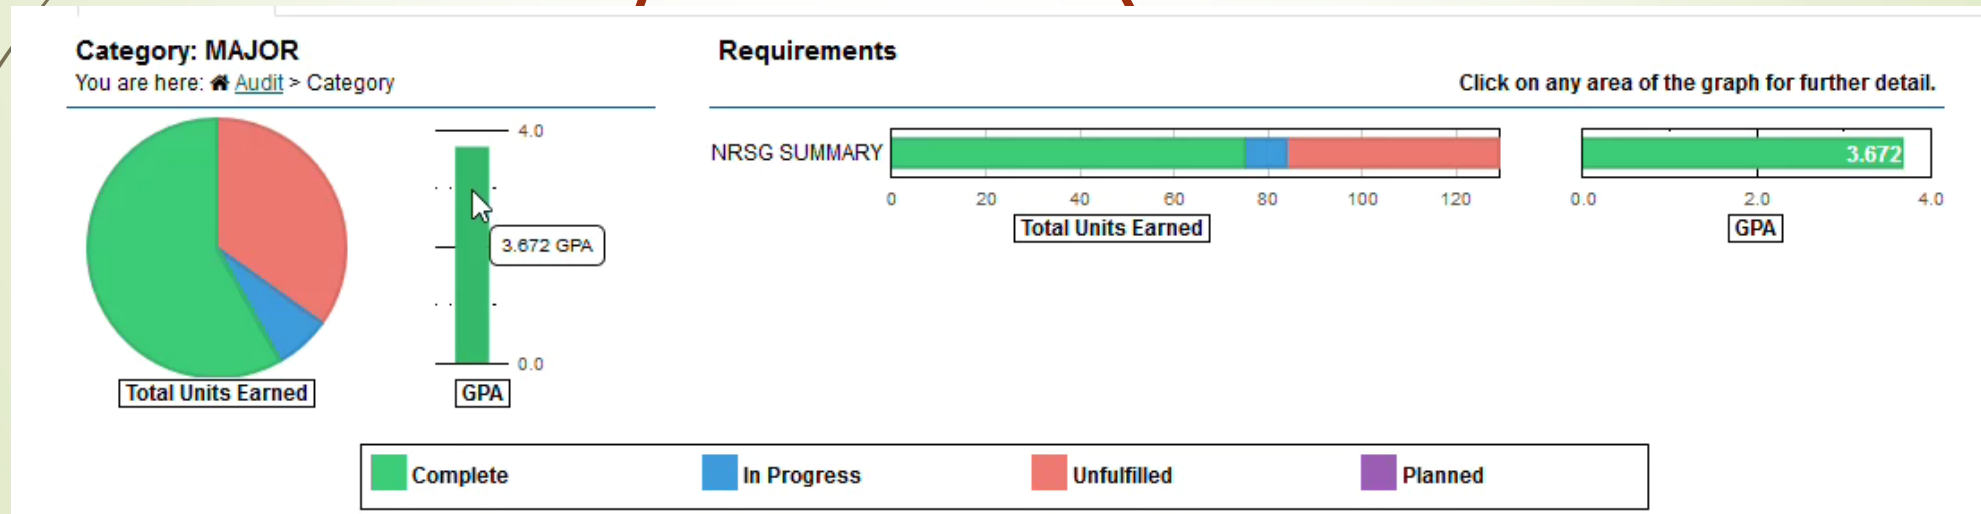 Category: MAJOR
You are here: Audit > Category
4.0
3.672 GPA
0.0
Total Units Earned
GPA
Requirements
Click on any area of the graph for further detail.
NRSG SUMMARY
3.672
0 20 40 60 80 100 120
0.0 2.0 4.0
Total Units Earned
GPA
Complete In Progress Unfulfilled Planned